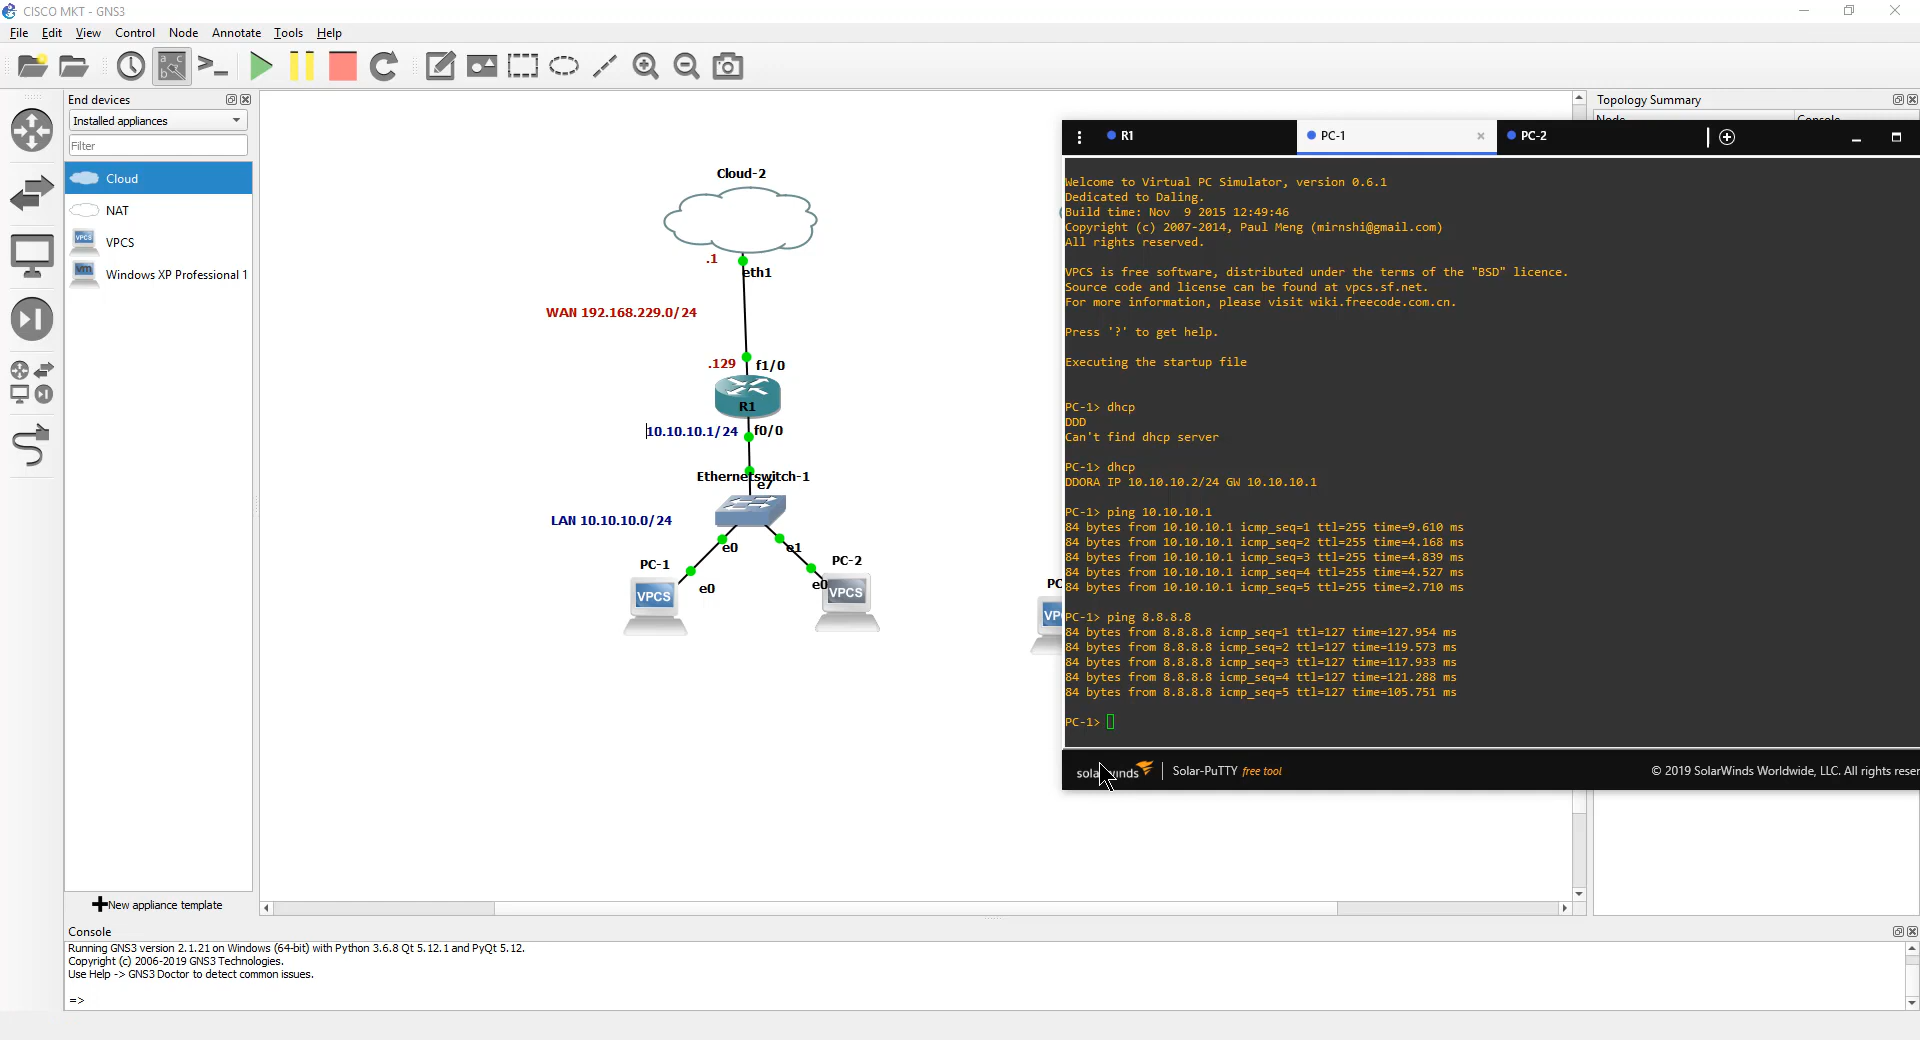 CISCO MKT - GNS3
File Edit View Control Node Annotate Tools Help
End devices
Installed appliances
Filter
Cloud
NAT
VPCS
VPCS
vm
Windows XP Professional 1
New appliance template
Cloud-2
.1
eth1
WAN 192.168.229.0/24
.129
f1/0
R1
10.10.10.1/24
f0/0
Ethernetswitch-1
e7
LAN 10.10.10.0/24
e0
e1
PC-1
PC-2
e0
e0
VPCS
VPCS
PC
VP
Topology Summary
Node
Console
R1
PC-1
PC-2
Welcome to Virtual PC Simulator, version 0.6.1
Dedicated to Daling.
Build time: Nov  9 2015 12:49:46
Copyright (c) 2007-2014, Paul Meng (mirnshi@gmail.com)
All rights reserved.
VPCS is free software, distributed under the terms of the "BSD" licence.
Source code and license can be found at vpcs.sf.net.
For more information, please visit wiki.freecode.com.cn.
Press '?' to get help.
Executing the startup file
PC-1> dhcp
DDD
Can't find dhcp server
PC-1> dhcp
DDORA IP 10.10.10.2/24 GW 10.10.10.1
PC-1> ping 10.10.10.1
84 bytes from 10.10.10.1 icmp_seq=1 ttl=255 time=9.610 ms
84 bytes from 10.10.10.1 icmp_seq=2 ttl=255 time=4.168 ms
84 bytes from 10.10.10.1 icmp_seq=3 ttl=255 time=4.839 ms
84 bytes from 10.10.10.1 icmp_seq=4 ttl=255 time=4.527 ms
84 bytes from 10.10.10.1 icmp_seq=5 ttl=255 time=2.710 ms
PC-1> ping 8.8.8.8
84 bytes from 8.8.8.8 icmp_seq=1 ttl=127 time=127.954 ms
84 bytes from 8.8.8.8 icmp_seq=2 ttl=127 time=119.573 ms
84 bytes from 8.8.8.8 icmp_seq=3 ttl=127 time=117.933 ms
84 bytes from 8.8.8.8 icmp_seq=4 ttl=127 time=121.288 ms
84 bytes from 8.8.8.8 icmp_seq=5 ttl=127 time=105.751 ms
PC-1>
solarwinds Solar-PuTTY free tool
© 2019 SolarWinds Worldwide, LLC. All rights reser
Console
Running GNS3 version 2.1.21 on Windows (64-bit) with Python 3.6.8 Qt 5.12.1 and PyQt 5.12.
Copyright (c) 2006-2019 GNS3 Technologies.
Use Help -> GNS3 Doctor to detect common issues.
=>